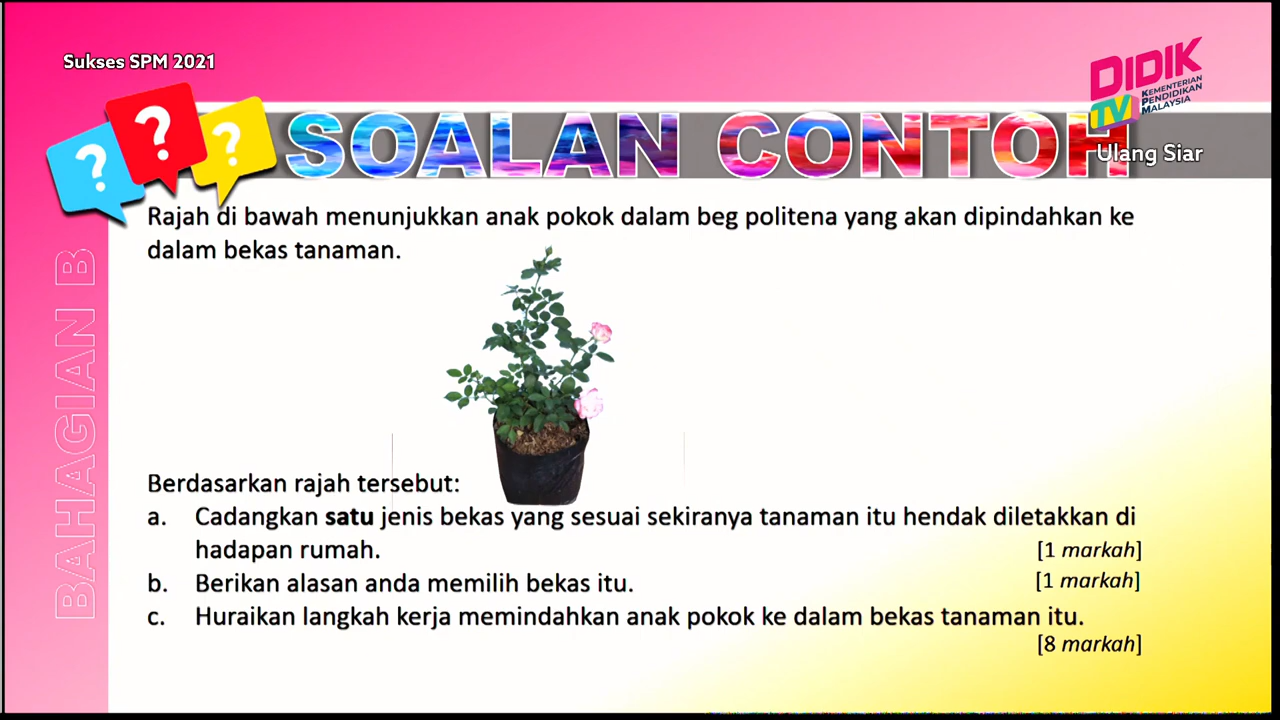 Sukses SPM 2021
DIDIK
TV
KEMENTERIAN
PENDIDIKAN
MALAYSIA
? ? ?
SOALAN CONTOH
Ulang Siar
BAHAGIAN B
Rajah di bawah menunjukkan anak pokok dalam beg politena yang akan dipindahkan ke
dalam bekas tanaman.
Berdasarkan rajah tersebut:
a. Cadangkan satu jenis bekas yang sesuai sekiranya tanaman itu hendak diletakkan di
hadapan rumah. [1 markah]
b. Berikan alasan anda memilih bekas itu. [1 markah]
c. Huraikan langkah kerja memindahkan anak pokok ke dalam bekas tanaman itu.
[8 markah]